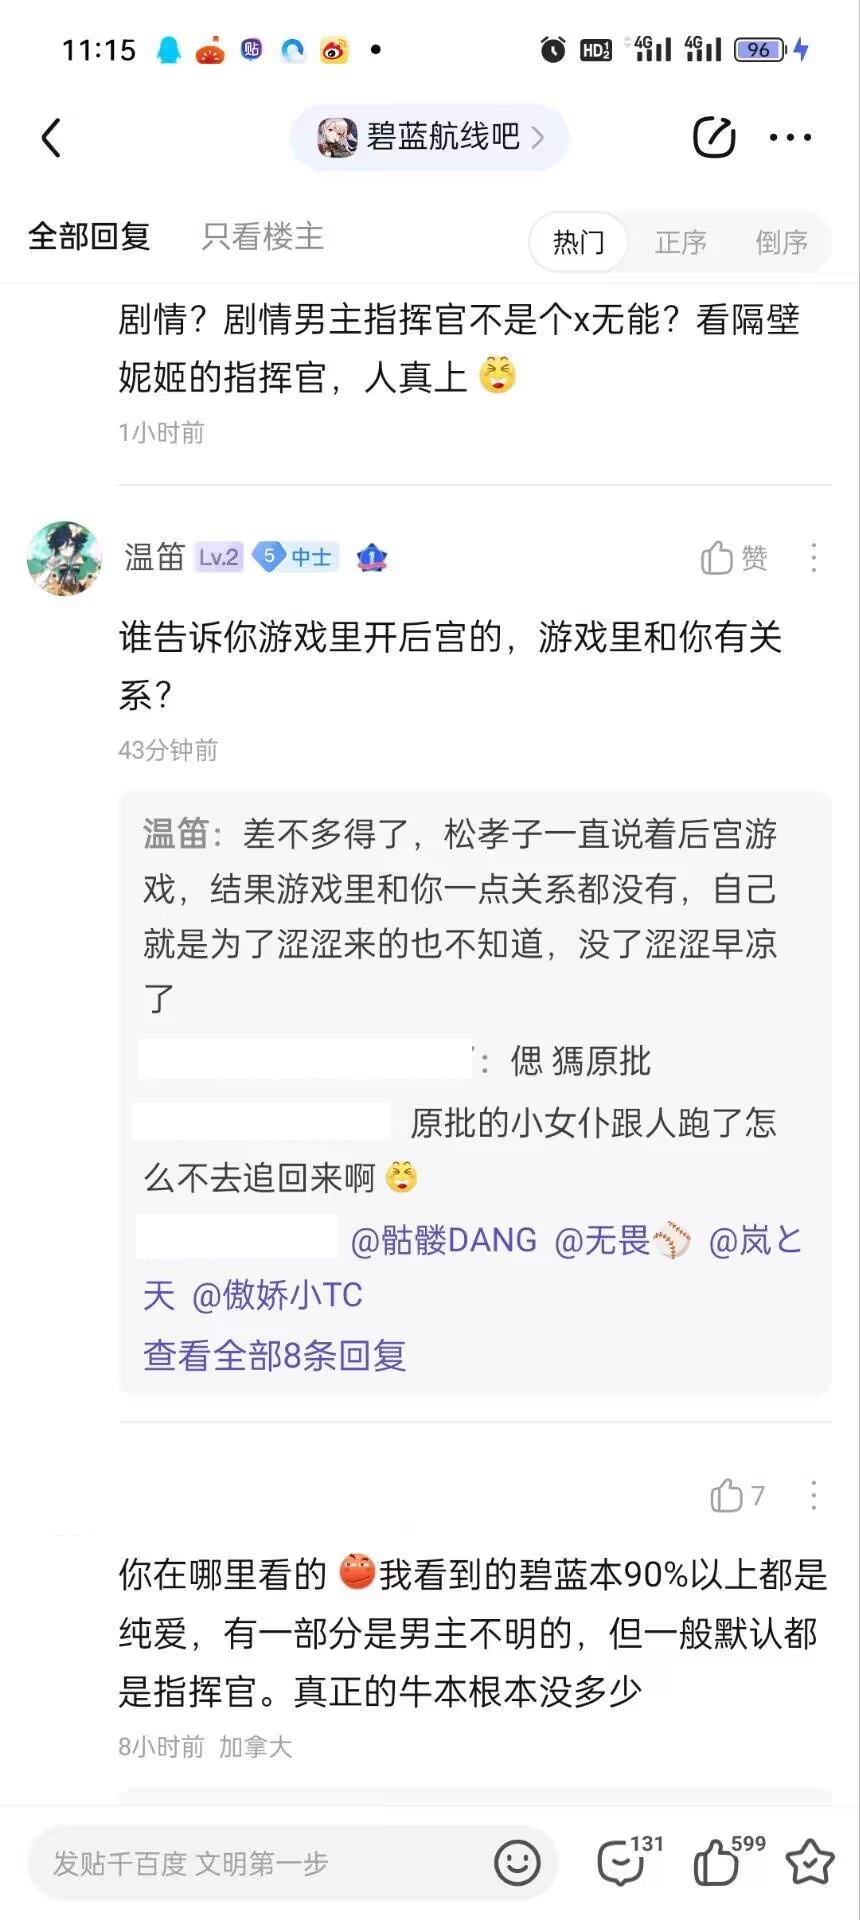 11:15
贴
HD1 2 4G 4G 96
碧蓝航线吧
全部回复 只看楼主 热门 正序 倒序
剧情？剧情男主指挥官不是个x无能？看隔壁
妮姬的指挥官，人真上
1小时前
温笛 Lv.2 5 中士 1 赞
谁告诉你游戏里开后宫的，游戏里和你有关
系？
43分钟前
温笛：差不多得了，松孝子一直说着后宫游
戏，结果游戏里和你一点关系都没有，自己
就是为了涩涩来的也不知道，没了涩涩早凉
了
：偲 獁原批
原批的小女仆跟人跑了怎
么不去追回来啊
@骷髅DANG @无畏 @岚と
天 @傲娇小TC
查看全部8条回复
7
你在哪里看的 我看到的碧蓝本90%以上都是
纯爱，有一部分是男主不明的，但一般默认都
是指挥官。真正的牛本根本没多少
8小时前 加拿大
发贴千百度 文明第一步 131 599